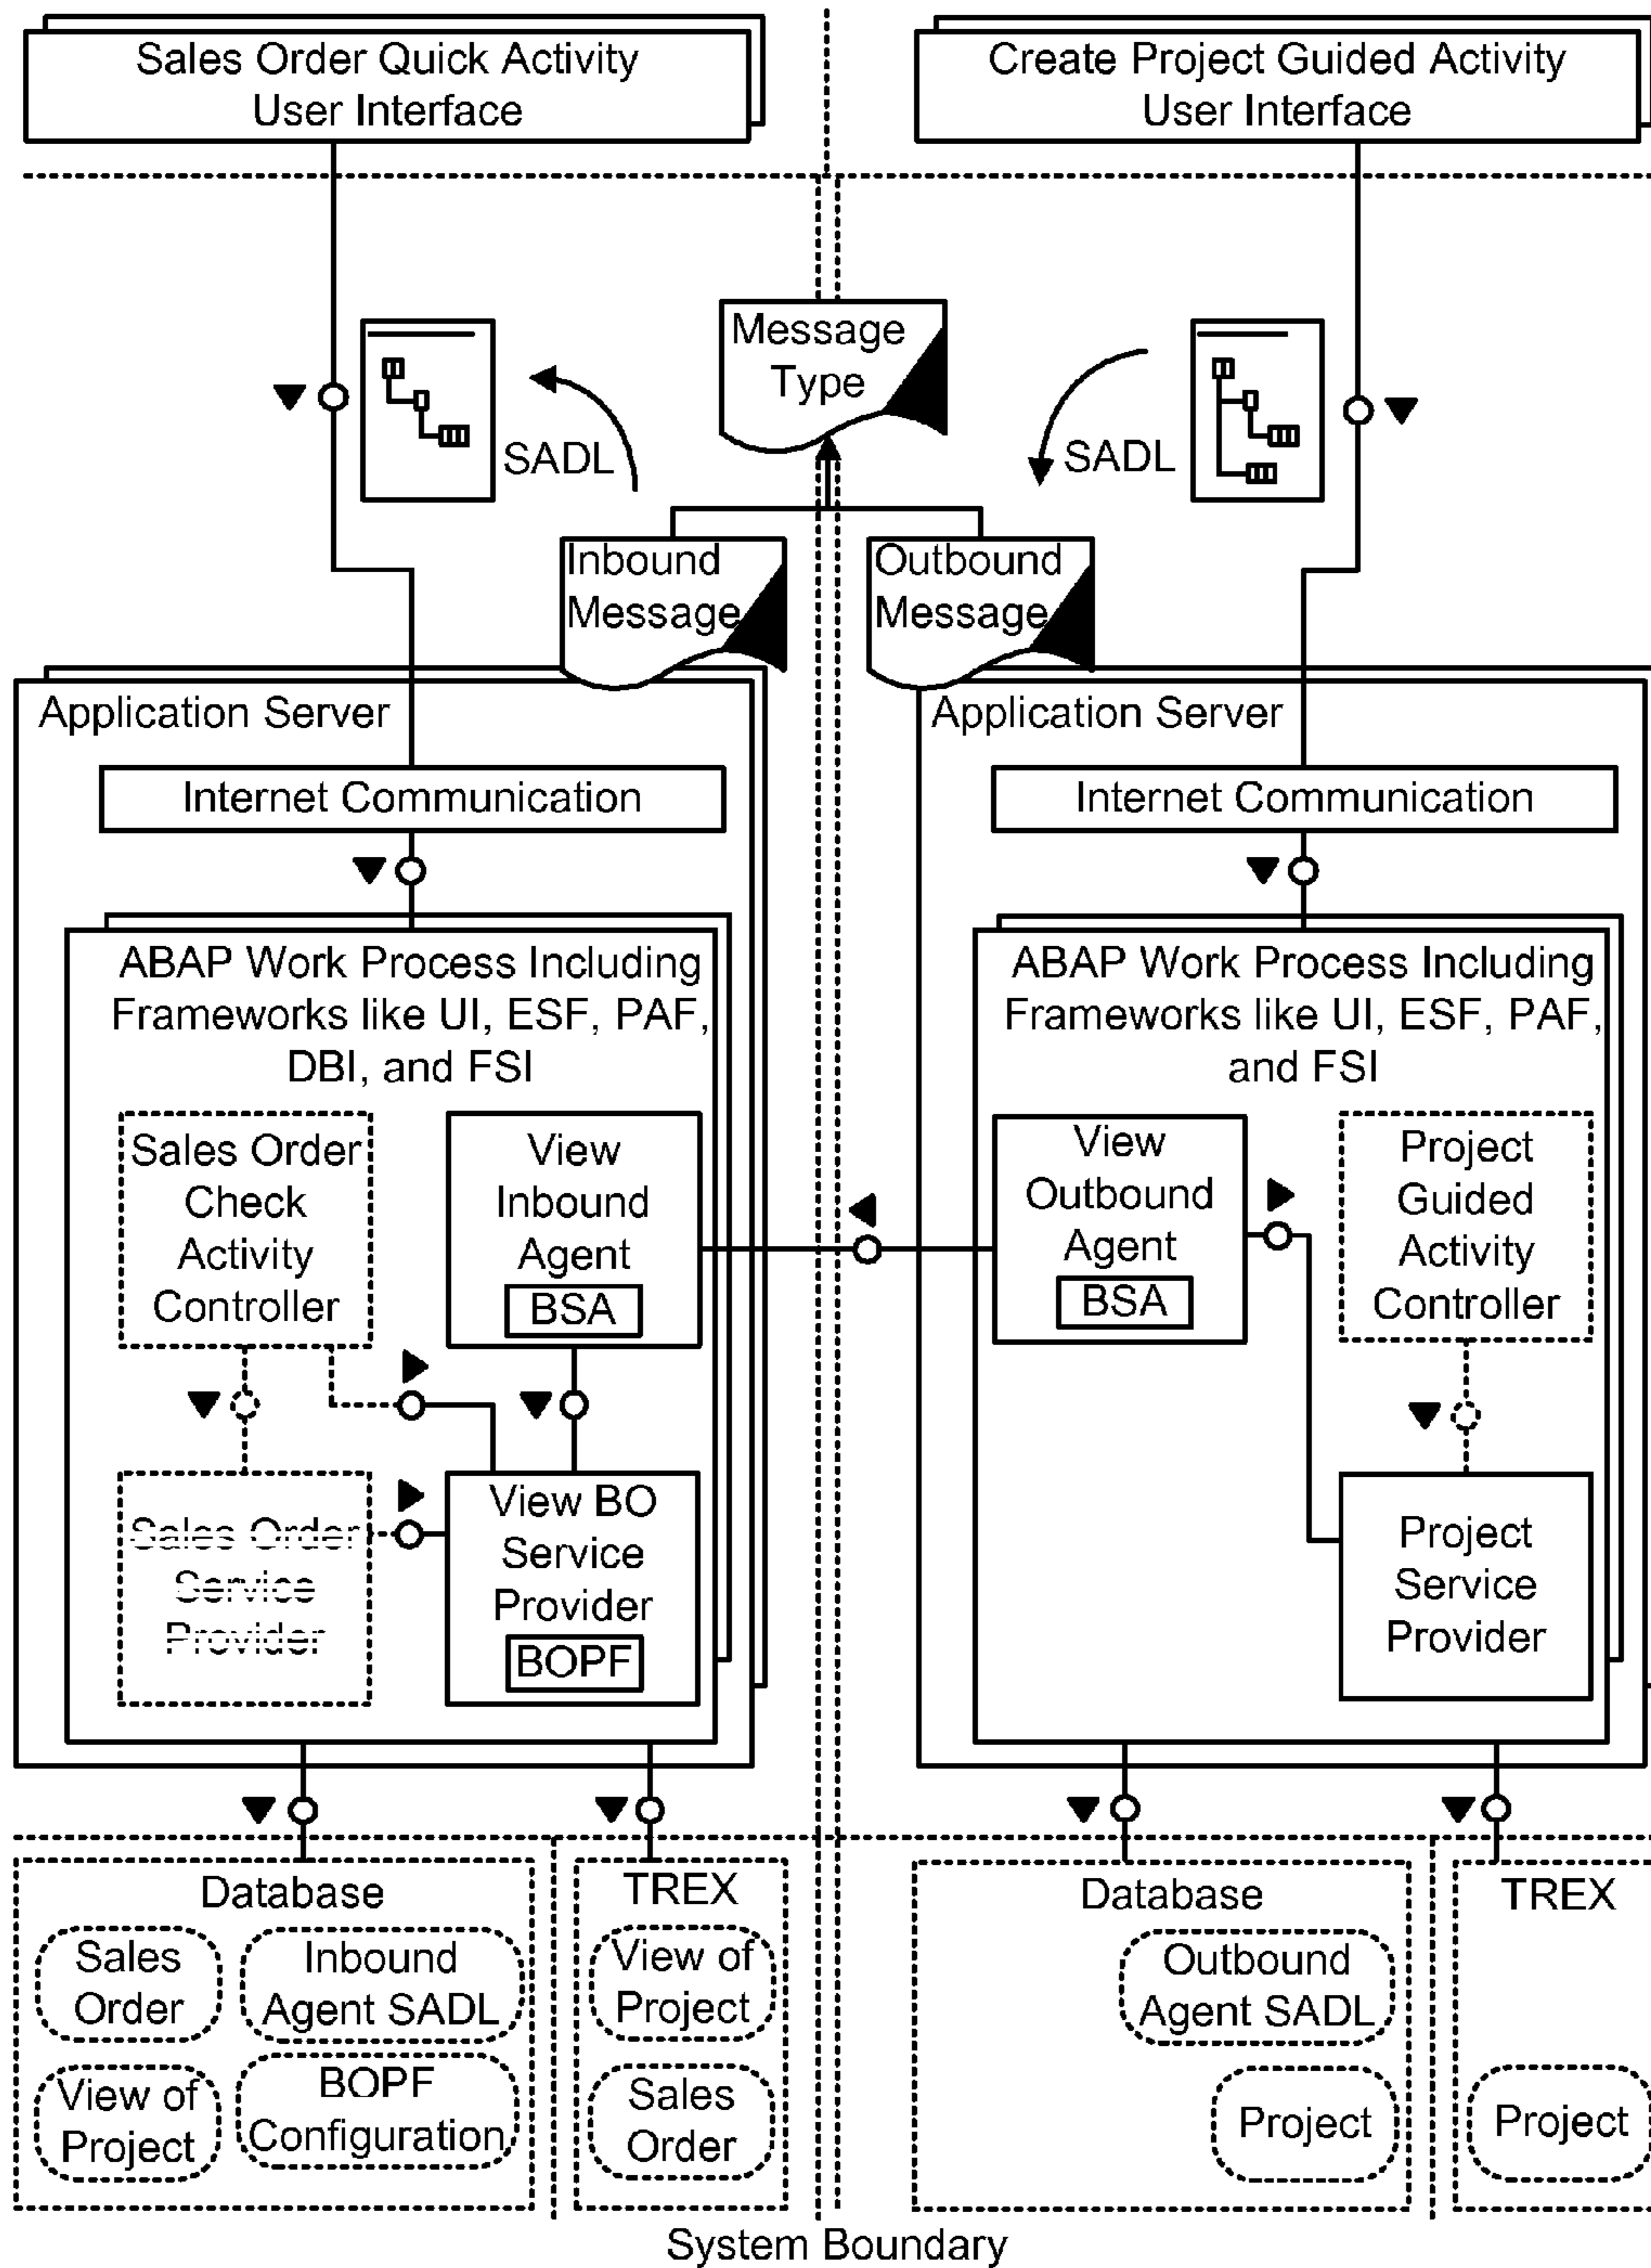 Sales Order Quick Activity
User Interface
Create Project Guided Activity
User Interface
Message
Type
SADL
SADL
Inbound
Message
Outbound
Message
Application Server
Application Server
Internet Communication
Internet Communication
ABAP Work Process Including
Frameworks like UI, ESF, PAF,
DBI, and FSI
ABAP Work Process Including
Frameworks like UI, ESF, PAF,
and FSI
Sales Order
Check
Activity
Controller
View
Inbound
Agent
BSA
View
Outbound
Agent
BSA
Project
Guided
Activity
Controller
Sales Order
Service
Provider
View BO
Service
Provider
BOPF
Project
Service
Provider
Database
Sales
Order
Inbound
Agent SADL
View of
Project
BOPF
Configuration
TREX
View of
Project
Sales
Order
Database
Outbound
Agent SADL
Project
TREX
Project
System Boundary